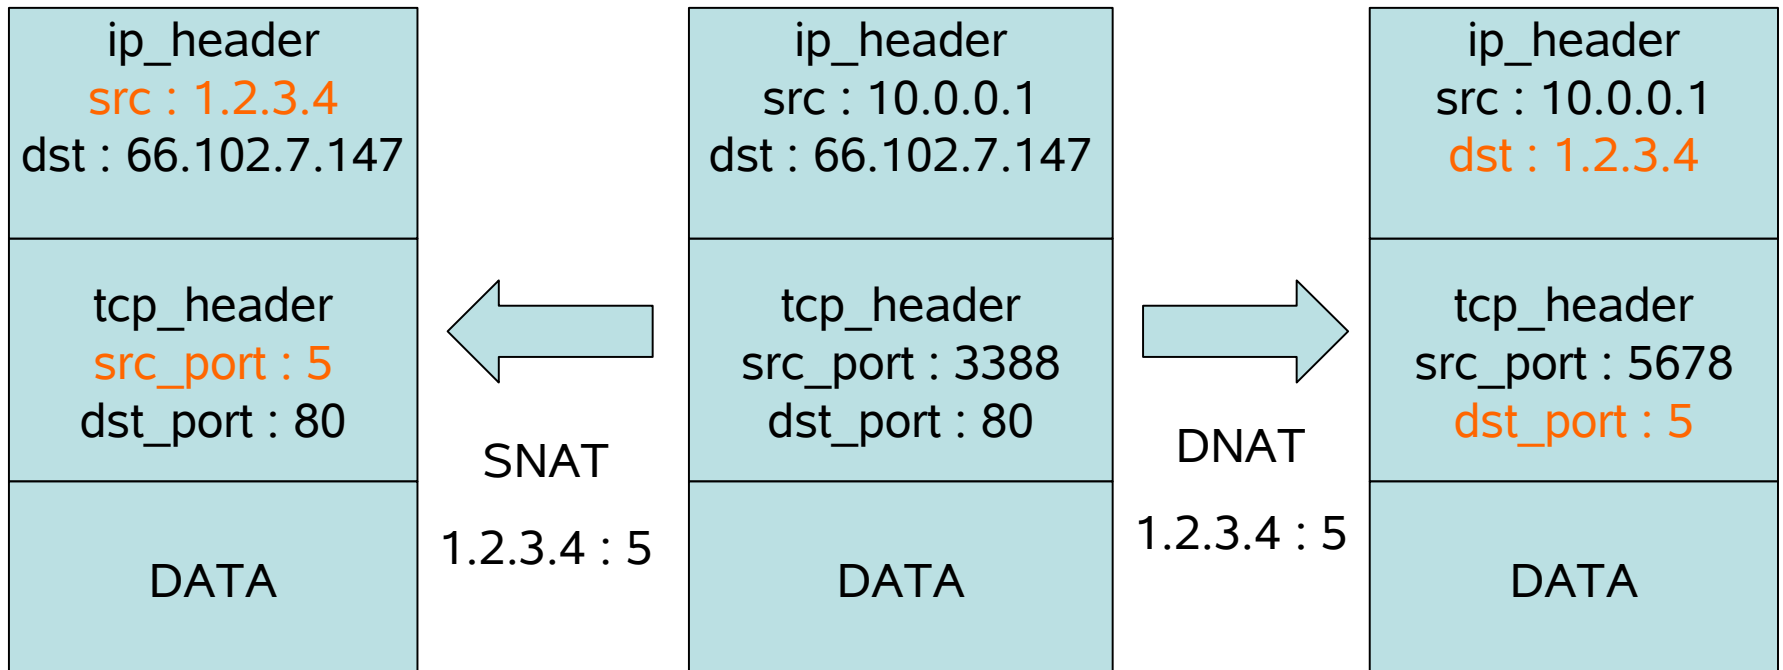 ip_header
src : 1.2.3.4
dst : 66.102.7.147
tcp_header
src_port : 5
dst_port : 80
DATA
SNAT
1.2.3.4 : 5
ip_header
src : 10.0.0.1
dst : 66.102.7.147
tcp_header
src_port : 3388
dst_port : 80
DATA
DNAT
1.2.3.4 : 5
ip_header
src : 10.0.0.1
dst : 1.2.3.4
tcp_header
src_port : 5678
dst_port : 5
DATA